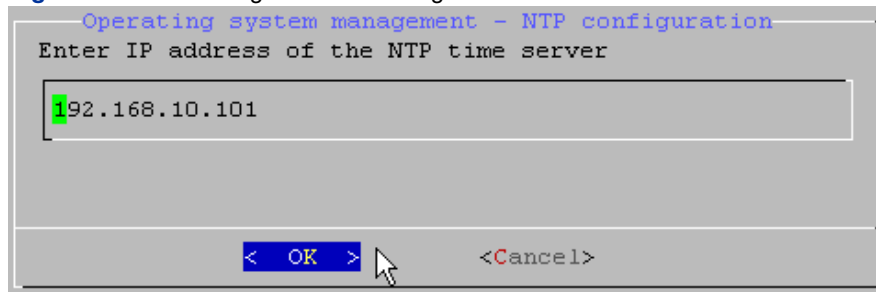 Operating system management - NTP configuration
Enter IP address of the NTP time server
192.168.10.101
< OK > <Cancel>